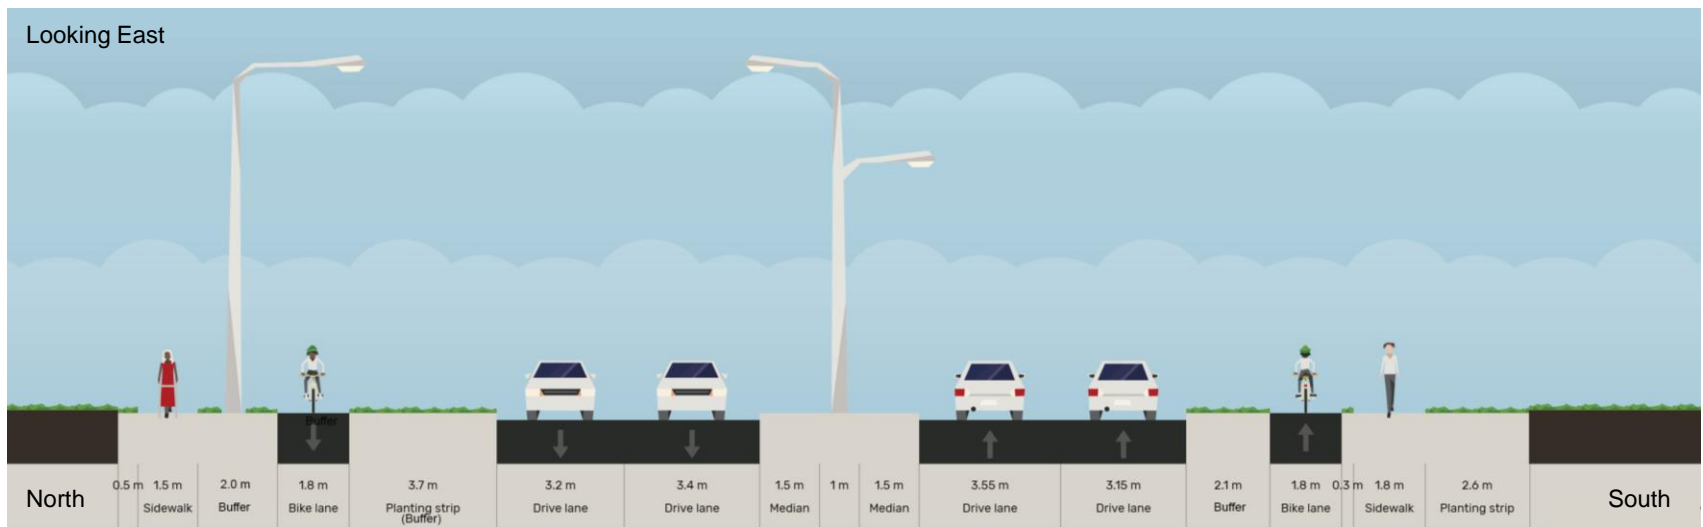 Looking East
Buffer
0.5 m 1.5 m 2.0 m 1.8 m 3.7 m 3.2 m 3.4 m 1.5 m 1 m 1.5 m 3.55 m 3.15 m 2.1 m 1.8 m 0.3 m 1.8 m 2.6 m
North Sidewalk Buffer Bike lane Planting strip Drive lane Drive lane Median Median Drive lane Drive lane Buffer Bike lane Sidewalk Planting strip South
(Buffer)